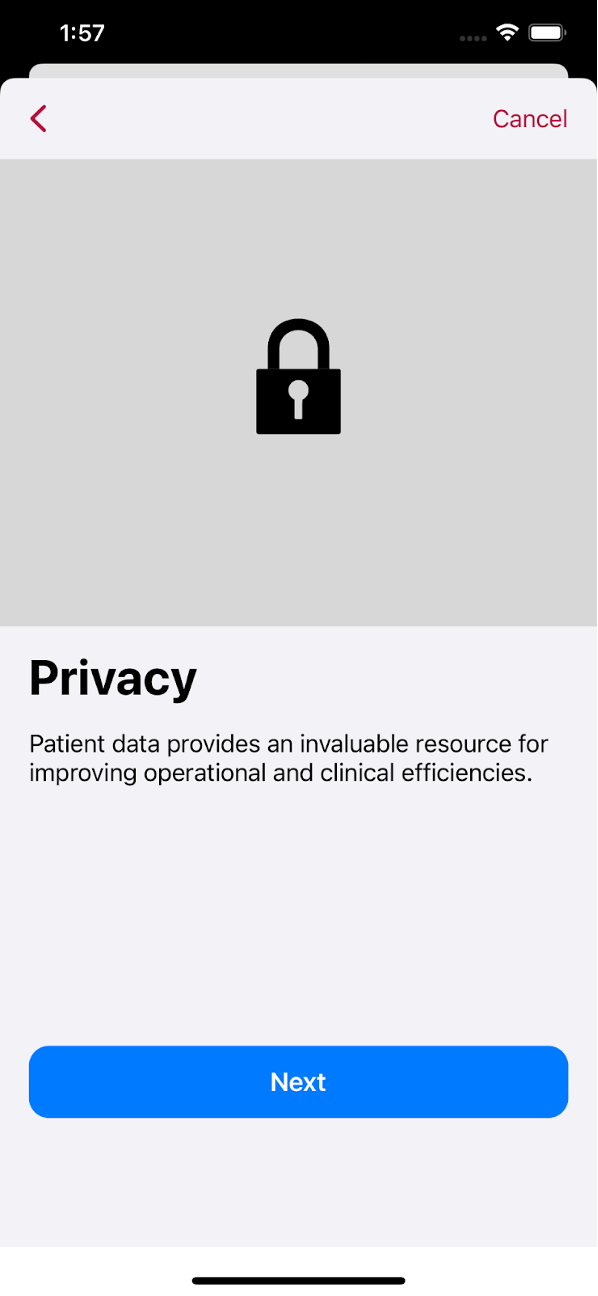 1:57
Cancel
Privacy
Patient data provides an invaluable resource for
improving operational and clinical efficiencies.
Next